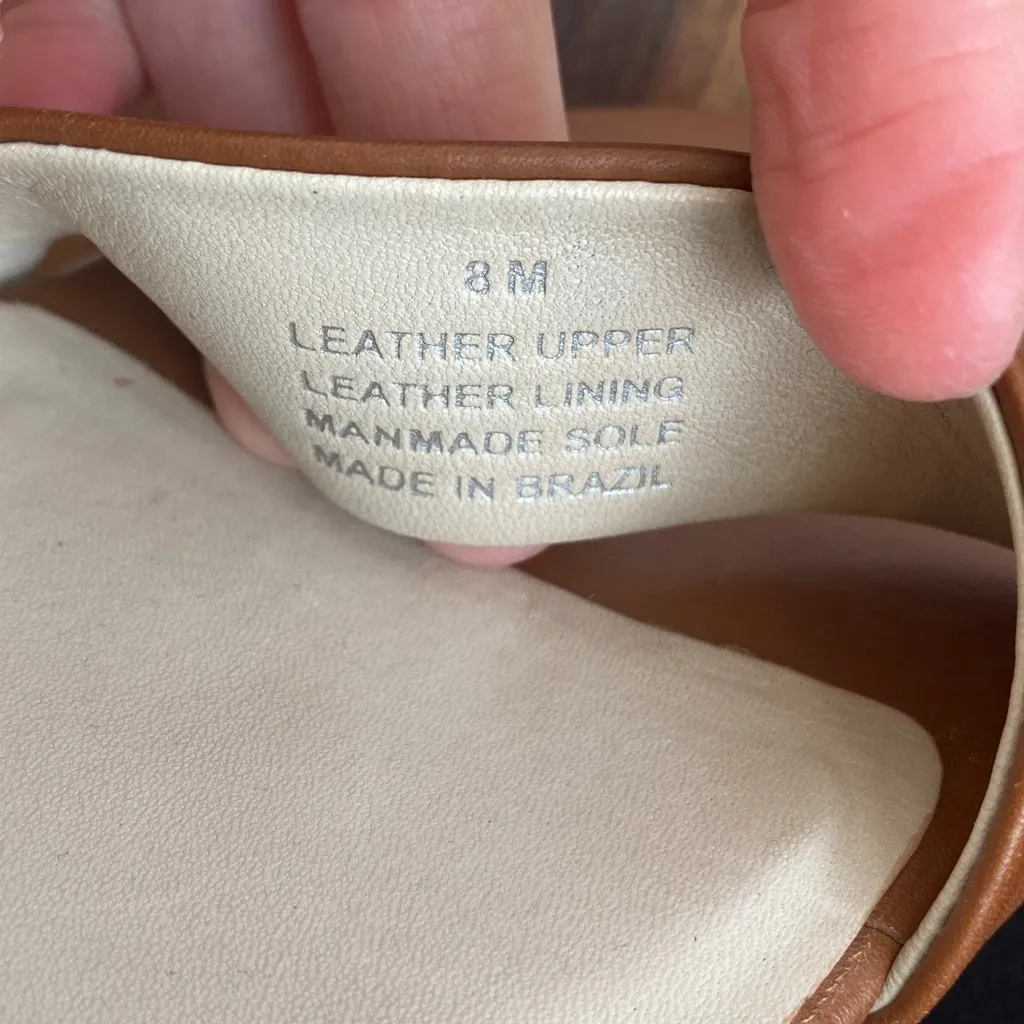 8 M
LEATHER UPPER
LEATHER LINING
MANMADE SOLE
MADE IN BRAZIL